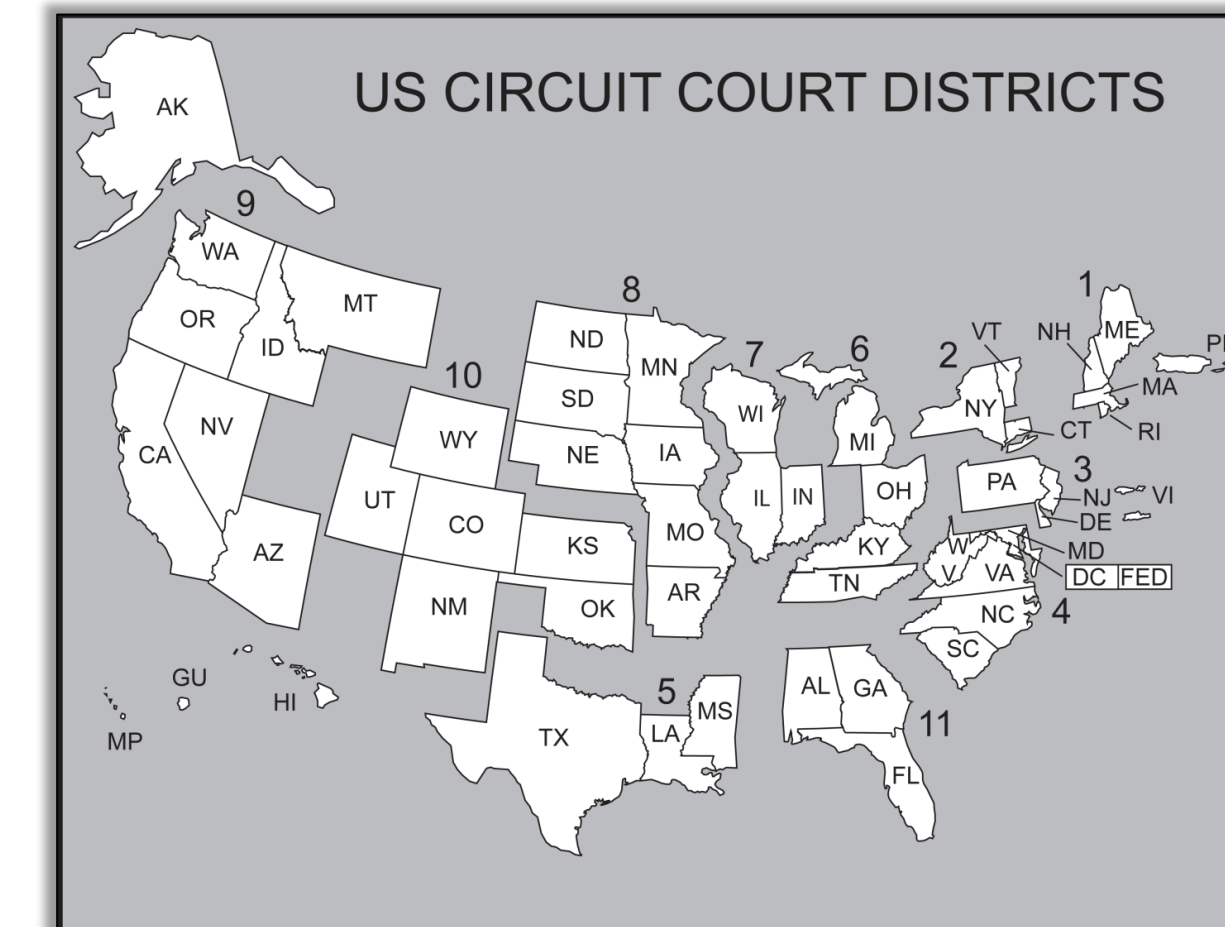 US CIRCUIT COURT DISTRICTS
AK
9
WA
MT
OR
ID
NV
CA
AZ
GU
HI
MP
10
WY
UT
CO
NM
KS
OK
8
ND
MN
SD
NE
IA
MO
AR
7
WI
IL
IN
6
MI
OH
KY
TN
5
TX
LA
MS
AL
GA
11
FL
2
VT
NY
CT
1
NH
ME
MA
RI
3
PA
NJ
VI
DE
MD
DC FED
W
V
VA
NC
4
SC